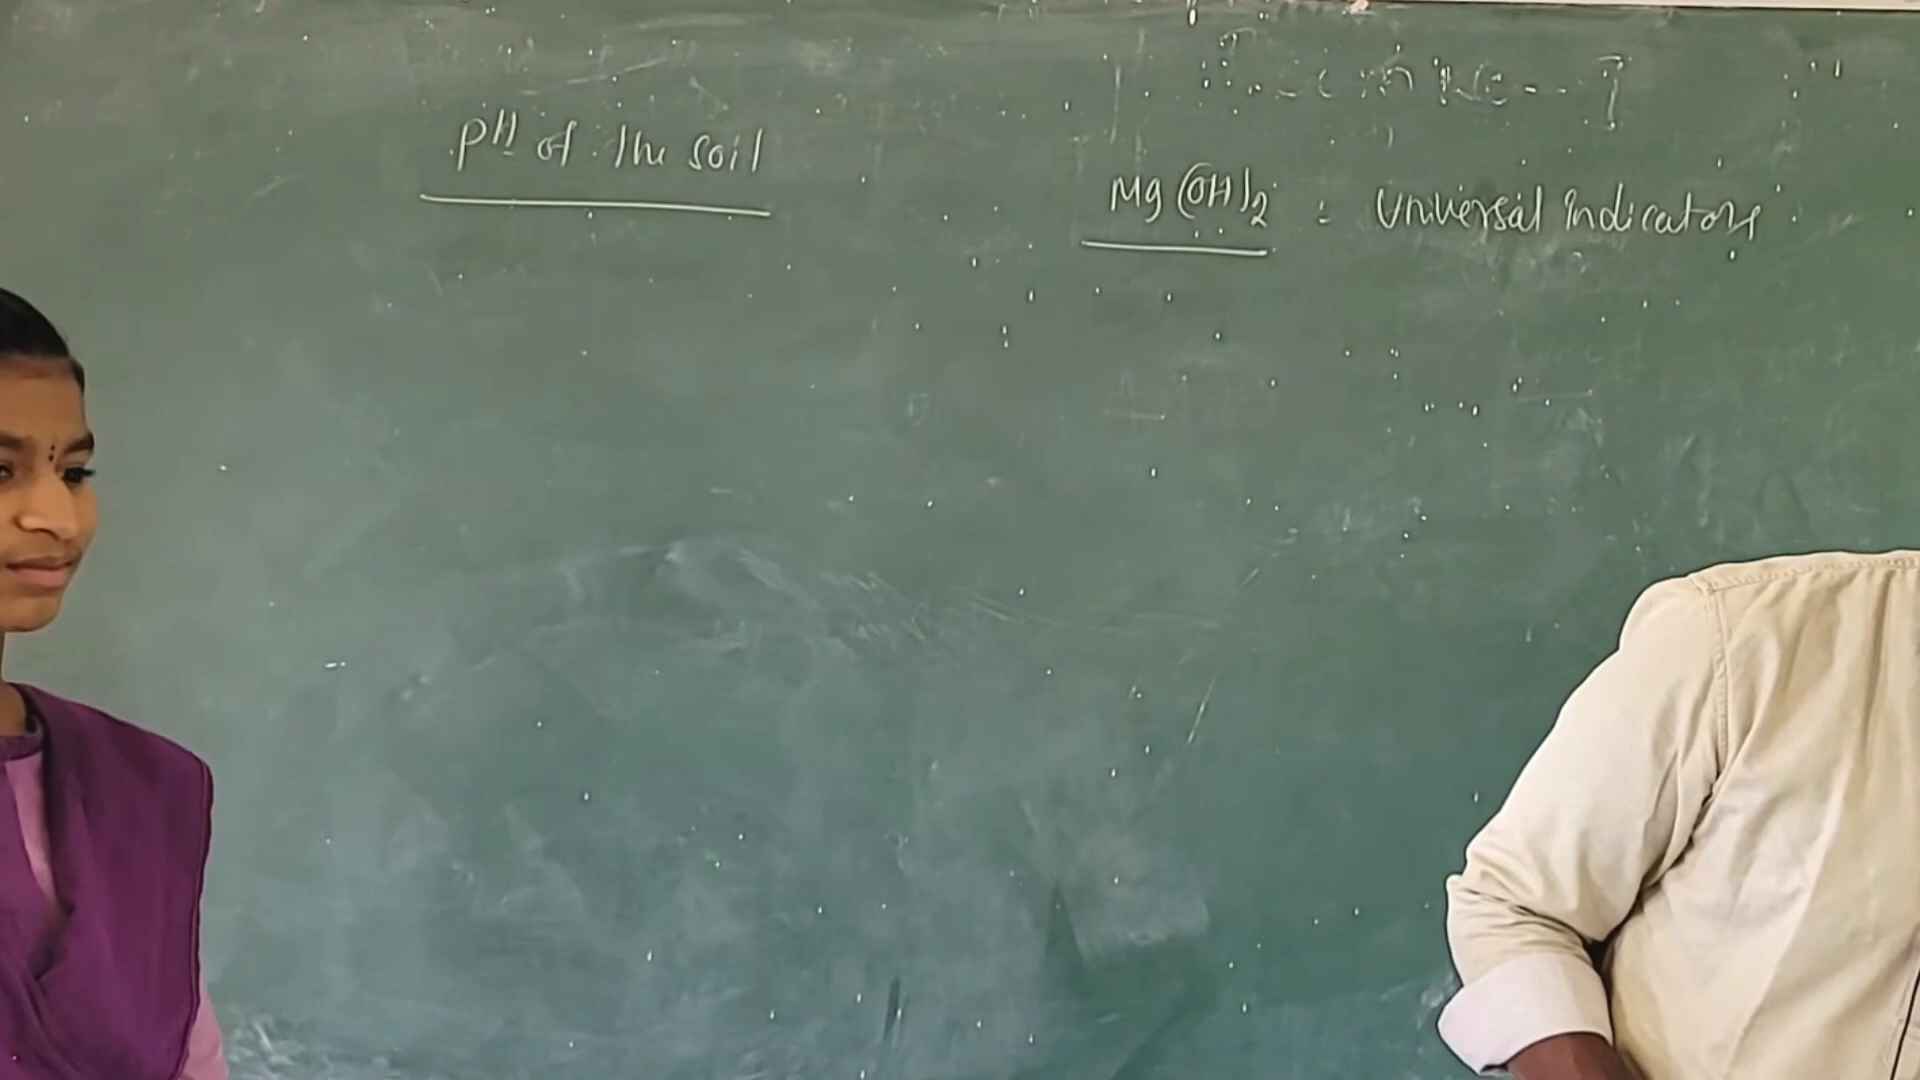 pH of the soil
Mg(OH)2 : Universal Indicators